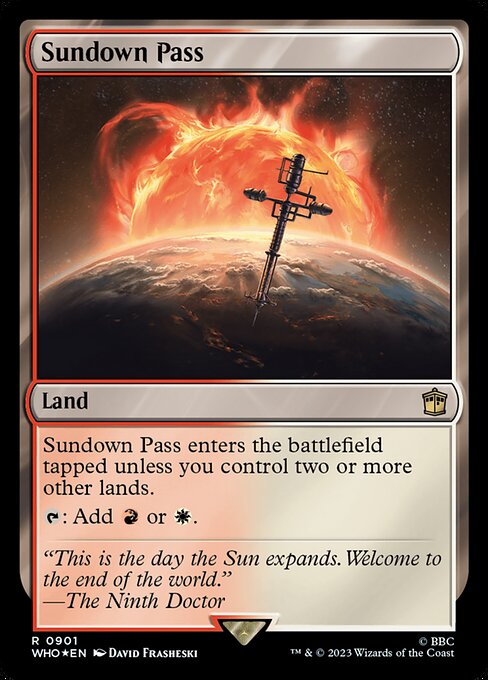 Sundown Pass
Land
Sundown Pass enters the battlefield
tapped unless you control two or more
other lands.
: Add or .
“This is the day the Sun expands. Welcome to
the end of the world.”
—The Ninth Doctor
R 0901
WHO★EN DAVID FRASHESKI
© BBC
™ & © 2023 Wizards of the Coast